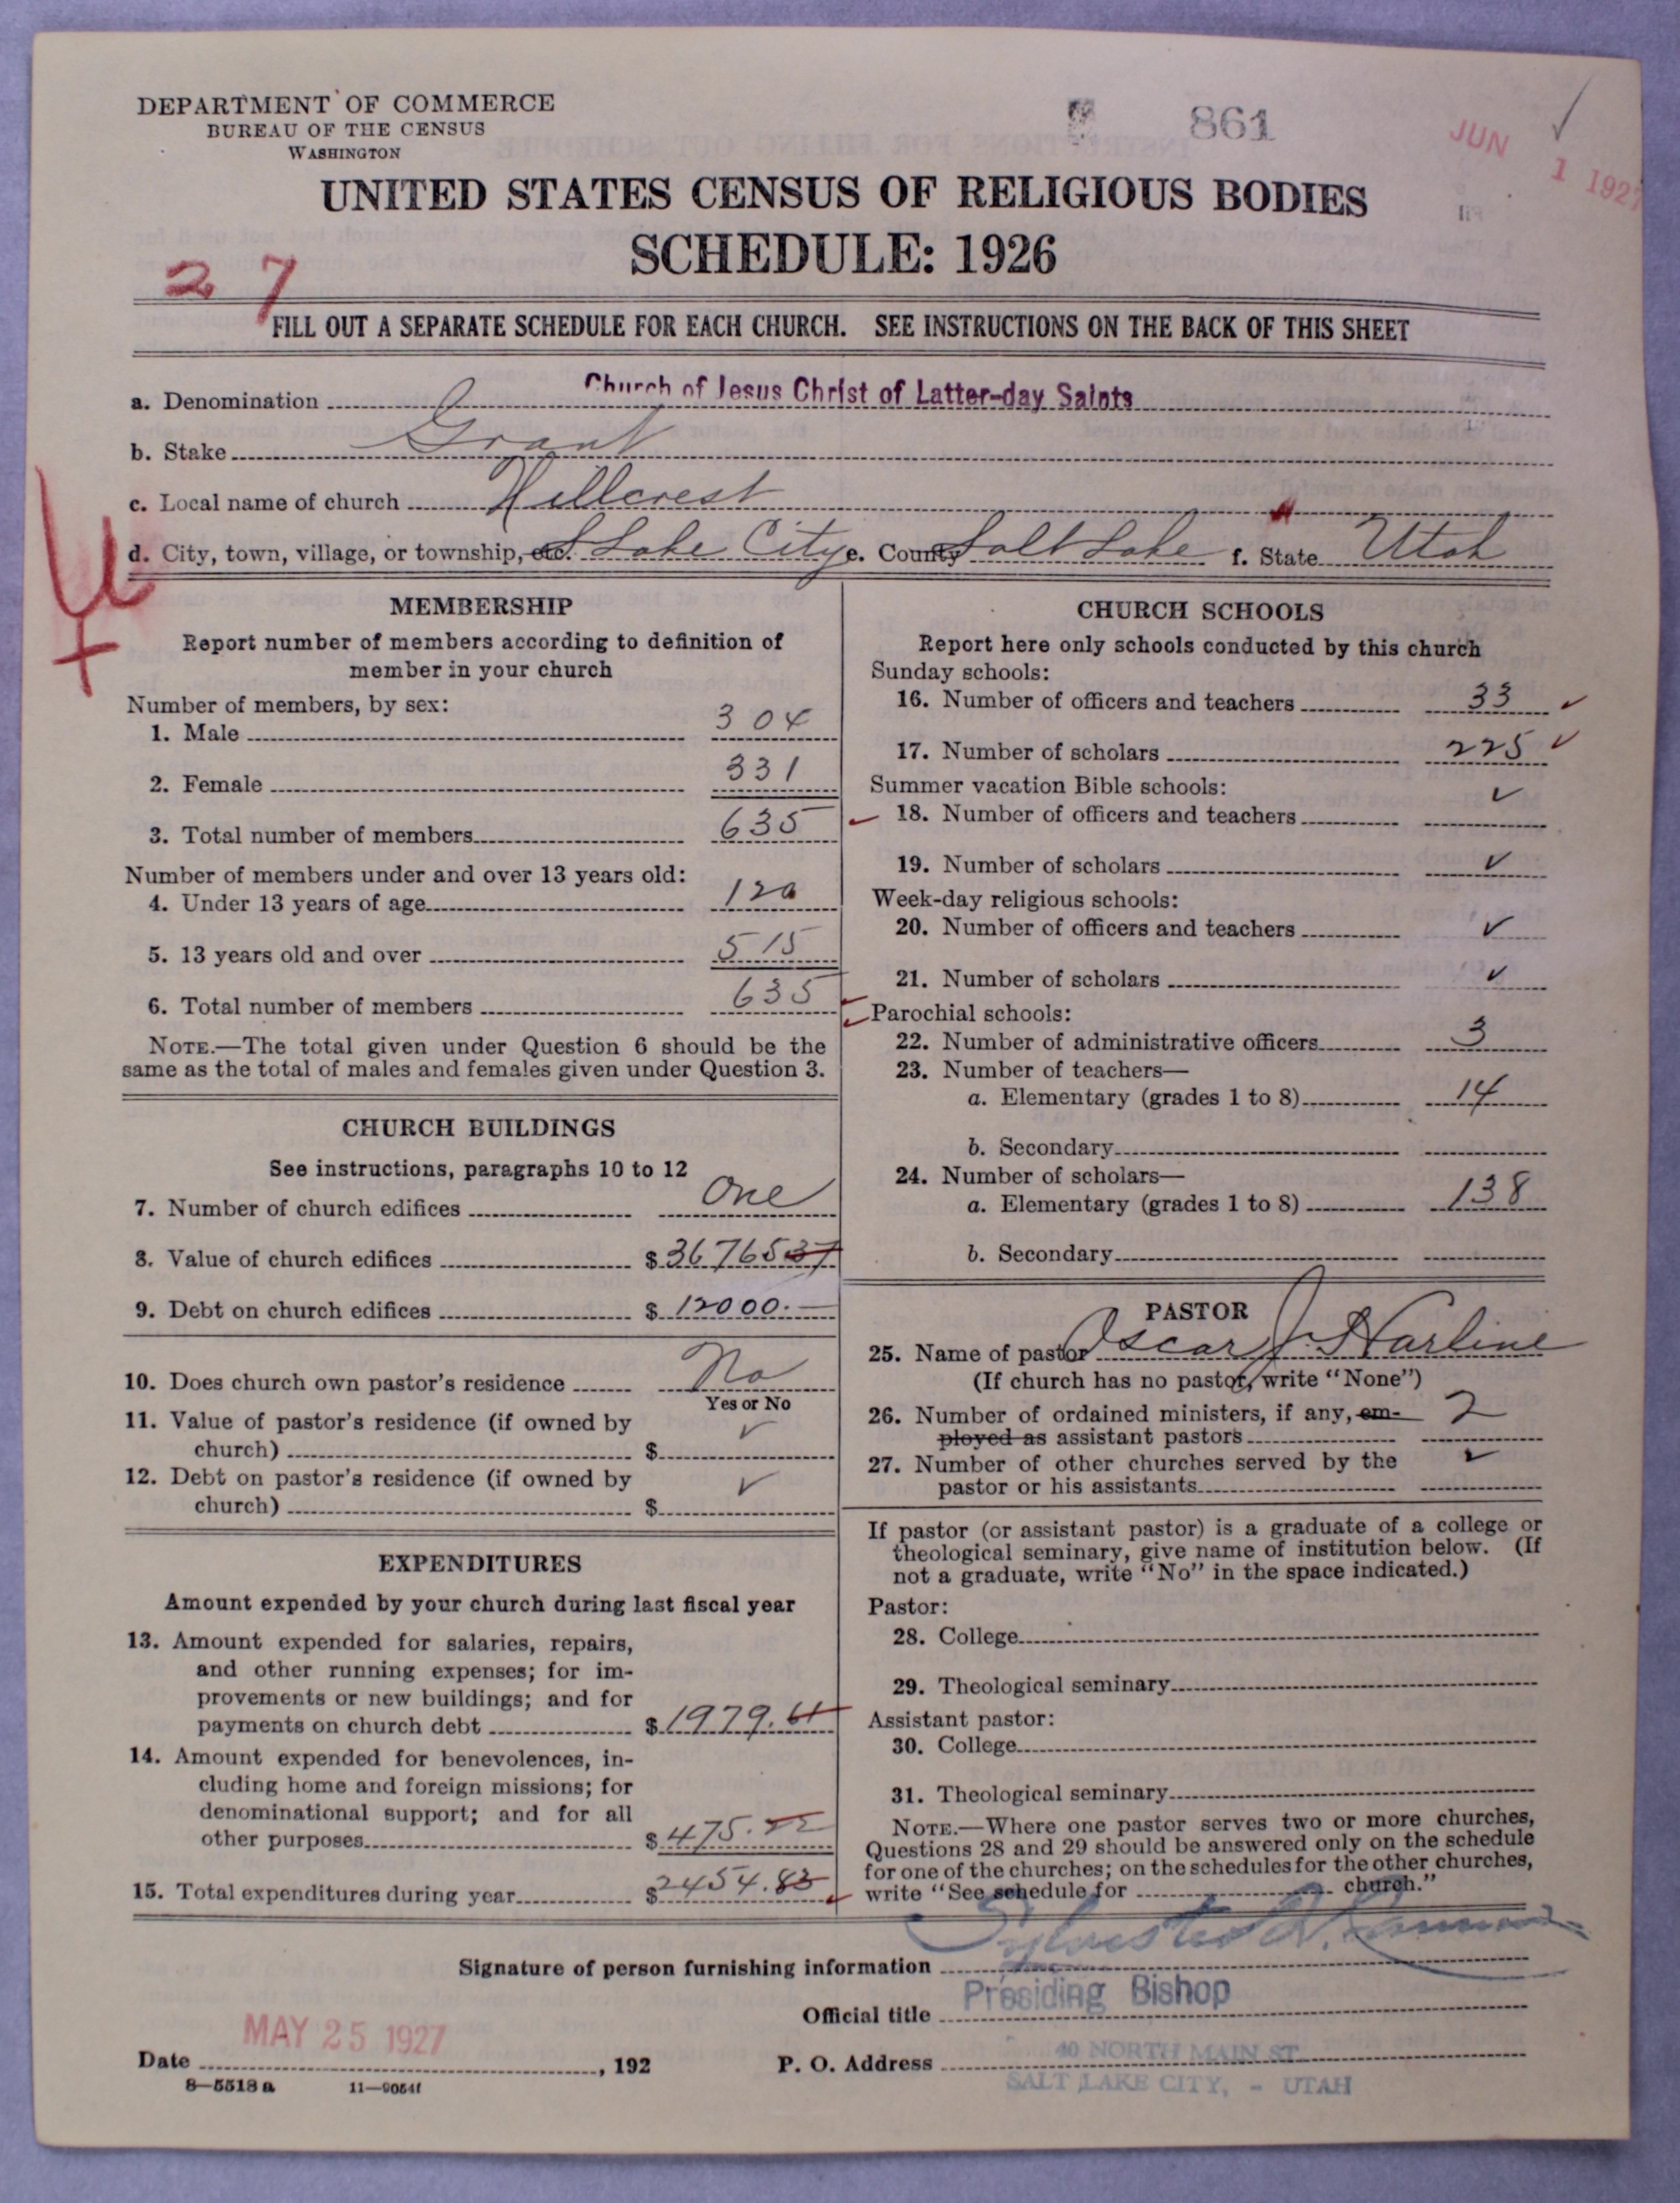 DEPARTMENT OF COMMERCE
BUREAU OF THE CENSUS
WASHINGTON
861
JUN 1 1927
UNITED STATES CENSUS OF RELIGIOUS BODIES
SCHEDULE: 1926
27
FILL OUT A SEPARATE SCHEDULE FOR EACH CHURCH. SEE INSTRUCTIONS ON THE BACK OF THIS SHEET
a. Denomination Church of Jesus Christ of Latter-day Saints
b. Stake Grant
c. Local name of church Hillcrest
d. City, town, village, or township, etc. S Lake City e. County Salt Lake f. State Utah
MEMBERSHIP
Report number of members according to definition of
member in your church
Number of members, by sex:
1. Male 304
2. Female 331
3. Total number of members 635
Number of members under and over 13 years old:
4. Under 13 years of age 120
5. 13 years old and over 515
6. Total number of members 635
NOTE.—The total given under Question 6 should be the
same as the total of males and females given under Question 3.
CHURCH BUILDINGS
See instructions, paragraphs 10 to 12
7. Number of church edifices One
8. Value of church edifices $36765 37
9. Debt on church edifices $12000.—
10. Does church own pastor's residence No
Yes or No
11. Value of pastor's residence (if owned by
church) $ ✓
12. Debt on pastor's residence (if owned by
church) $ ✓
EXPENDITURES
Amount expended by your church during last fiscal year
13. Amount expended for salaries, repairs,
and other running expenses; for im-
provements or new buildings; and for
payments on church debt $1979.61
14. Amount expended for benevolences, in-
cluding home and foreign missions; for
denominational support; and for all
other purposes $475.22
15. Total expenditures during year $2454.83
CHURCH SCHOOLS
Report here only schools conducted by this church
Sunday schools:
16. Number of officers and teachers 33 ✓
17. Number of scholars 225 ✓
Summer vacation Bible schools:
18. Number of officers and teachers ✓
19. Number of scholars ✓
Week-day religious schools:
20. Number of officers and teachers ✓
21. Number of scholars ✓
Parochial schools:
22. Number of administrative officers 3
23. Number of teachers—
a. Elementary (grades 1 to 8) 14
b. Secondary
24. Number of scholars—
a. Elementary (grades 1 to 8) 138
b. Secondary
PASTOR
25. Name of pastor Oscar J. Harline
(If church has no pastor, write "None")
26. Number of ordained ministers, if any, em-
ployed as assistant pastors 2
27. Number of other churches served by the
pastor or his assistants ✓
If pastor (or assistant pastor) is a graduate of a college or
theological seminary, give name of institution below. (If
not a graduate, write "No" in the space indicated.)
Pastor:
28. College
29. Theological seminary
Assistant pastor:
30. College
31. Theological seminary
NOTE.—Where one pastor serves two or more churches,
Questions 28 and 29 should be answered only on the schedule
for one of the churches; on the schedules for the other churches,
write "See schedule for church."
Signature of person furnishing information Sylvester Q. Cannon
Official title Presiding Bishop
Date MAY 25 1927, 192
P. O. Address 40 NORTH MAIN ST.
SALT LAKE CITY, - UTAH
8—5518 a 11—9054f